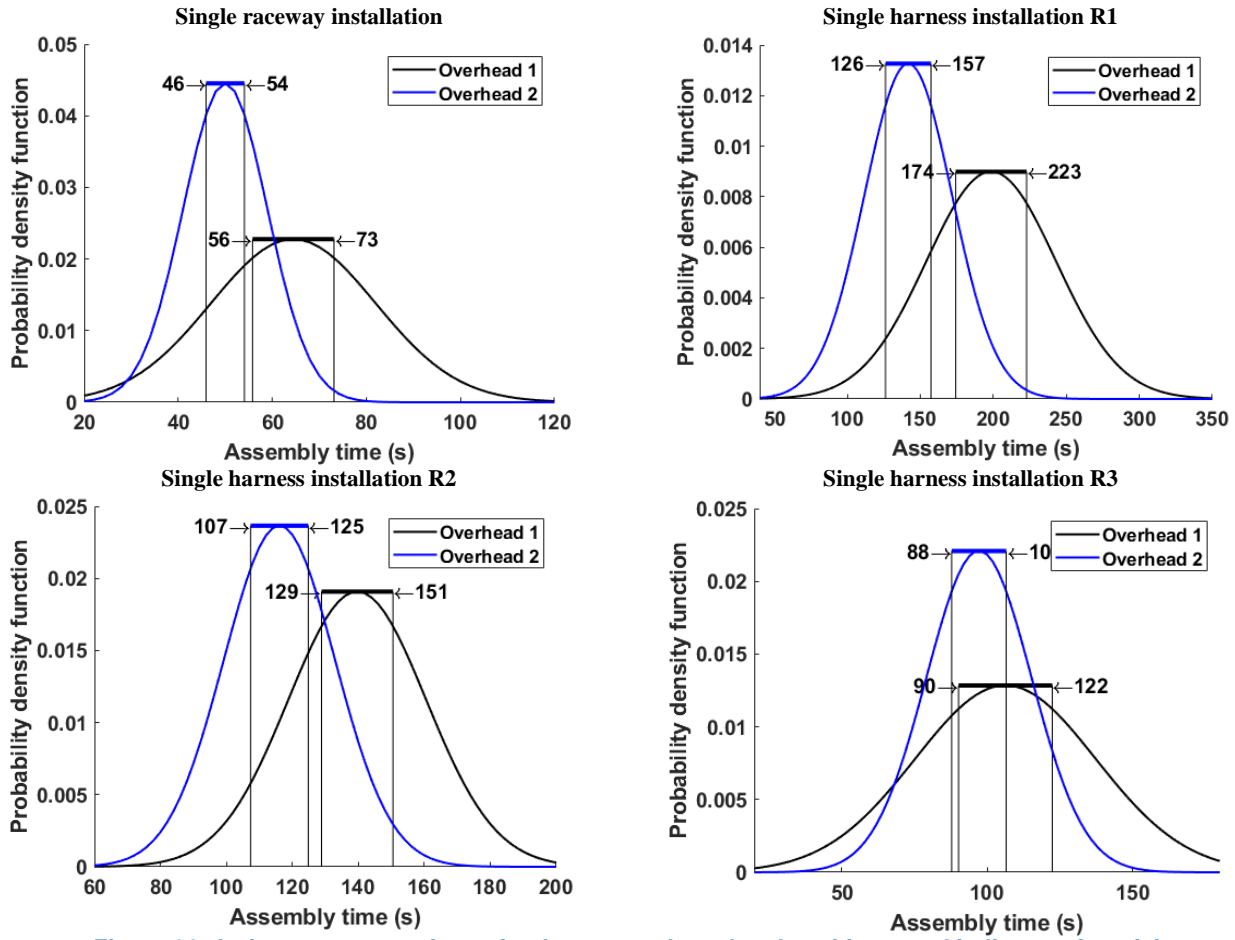 Single raceway installation
Probability density function
0.05
0.04
0.03
0.02
0.01
0
46
54
56
73
Overhead 1
Overhead 2
20 40 60 80 100 120
Assembly time (s)
Single harness installation R1
Probability density function
0.014
0.012
0.01
0.008
0.006
0.004
0.002
0
126
157
174
223
Overhead 1
Overhead 2
50 100 150 200 250 300 350
Assembly time (s)
Single harness installation R2
Probability density function
0.025
0.02
0.015
0.01
0.005
0
107
125
129
151
Overhead 1
Overhead 2
60 80 100 120 140 160 180 200
Assembly time (s)
Single harness installation R3
Probability density function
0.025
0.02
0.015
0.01
0.005
0
88
10
90
122
Overhead 1
Overhead 2
50 100 150
Assembly time (s)